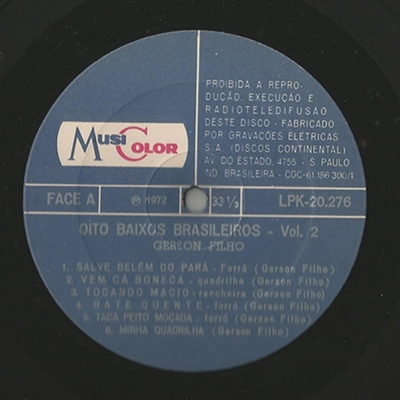 PROIBIDA A REPRO-
DUÇÃO, EXECUÇÃO E
RADIOTELEDIFUSÃO
DESTE DISCO - FABRICADO
POR GRAVAÇÕES ELETRICAS
S/A. (DISCOS CONTINENTAL)
AV. DO ESTADO, 4755 - S. PAULO
IND. BRASILEIRA - CGC-61.186.300/1
MUSICOLOR
FACE A
℗ 1972
33 1/3
LPK-20.276
OITO BAIXOS BRASILEIROS - Vol. 2
GERSON FILHO
1. SALVE BELÉM DO PARÁ - Forró (Gerson Filho)
2. VEM CÁ BONECA - quadrilha (Gerson Filho)
3. TOCANDO MACIO - rancheira (Gerson Filho)
4. BATE QUENTE - forró (Gerson Filho)
5. TACA PEITO MOÇADA - forró (Gerson Filho)
6. MINHA QUADRILHA (Gerson Filho)